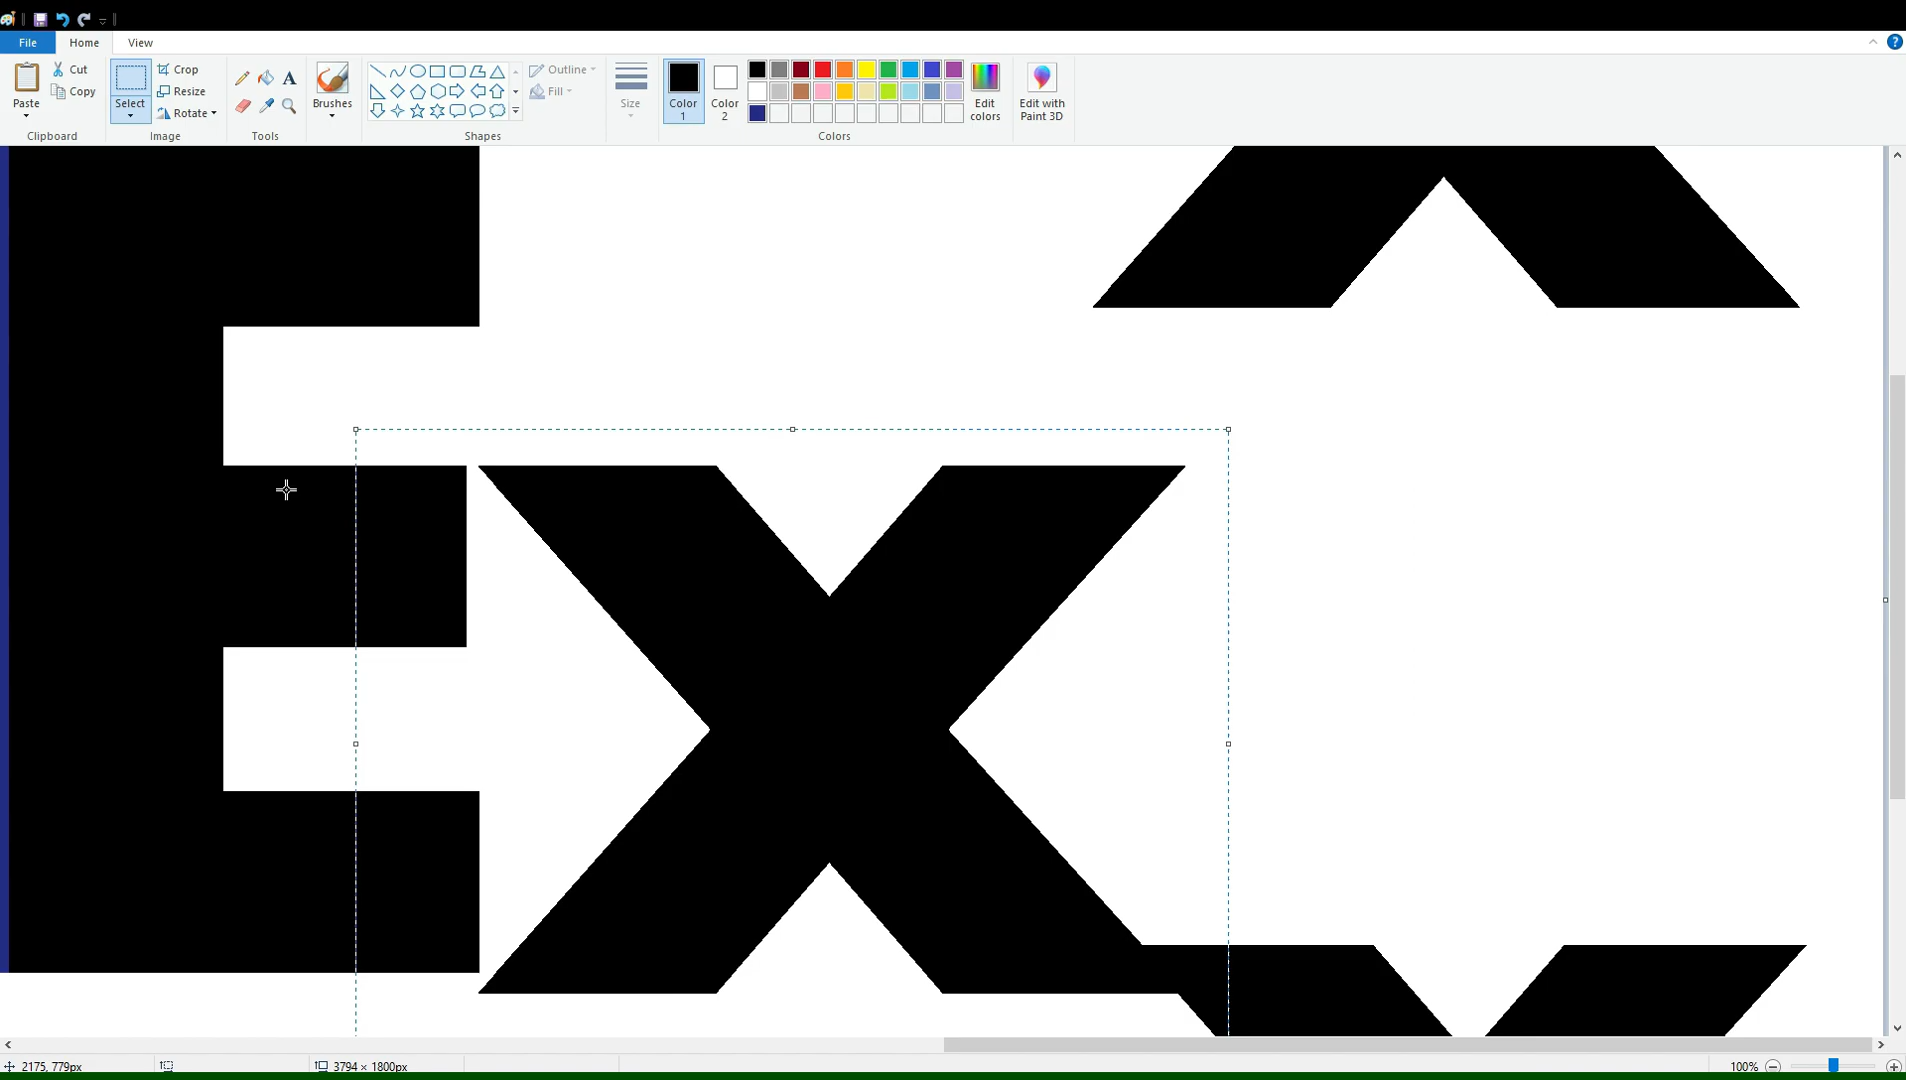 File Home View
Paste
Cut
Copy
Clipboard
Select
Crop
Resize
Rotate
Image
A
Tools
Brushes
Outline
Fill
Shapes
Size
Color
1
Color
2
Edit
colors
Colors
Edit with
Paint 3D
?
E
X
2175, 779px 3794 × 1800px 100%